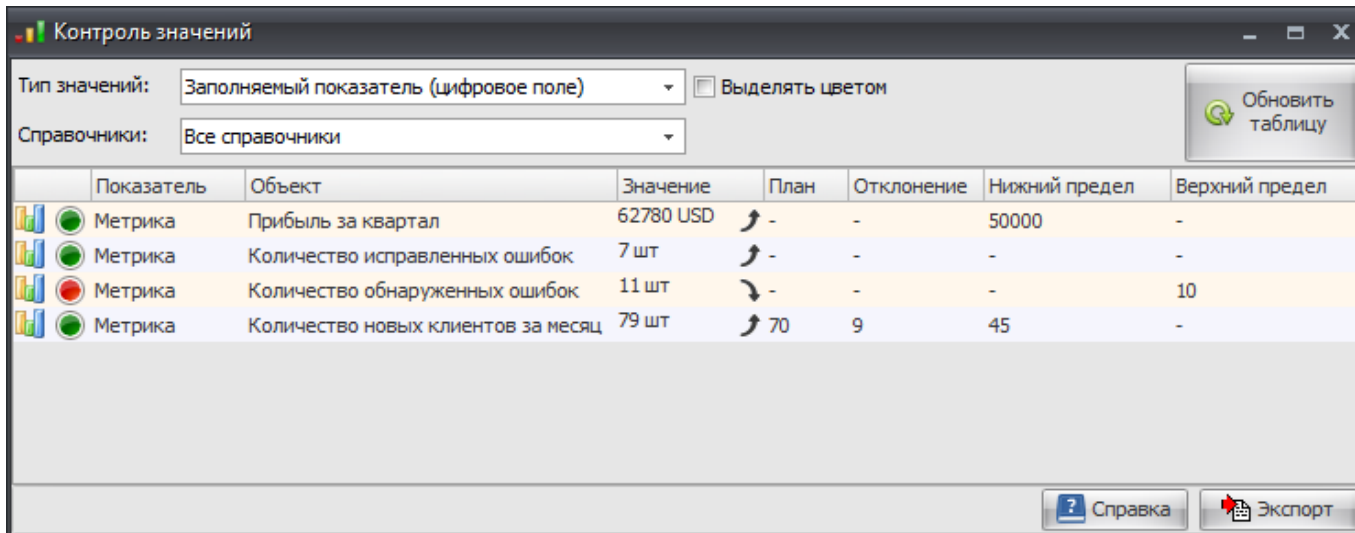 Контроль значений
Тип значений: Заполняемый показатель (цифровое поле) Выделять цветом
Обновить таблицу
Справочники: Все справочники
Показатель Объект Значение План Отклонение Нижний предел Верхний предел
Метрика Прибыль за квартал 62780 USD - - 50000 -
Метрика Количество исправленных ошибок 7 шт - - - -
Метрика Количество обнаруженных ошибок 11 шт - - - 10
Метрика Количество новых клиентов за месяц 79 шт 70 9 45 -
? Справка Экспорт